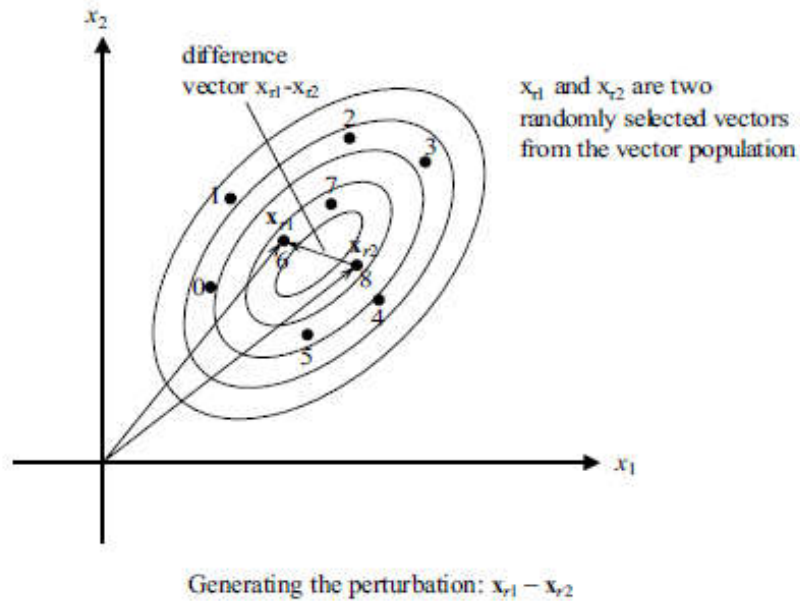 x₂
difference
vector xᵣ₁-xᵣ₂
xᵣ₁ and xᵣ₂ are two
randomly selected vectors
from the vector population
2
3
1
7
xᵣ₁
6
xᵣ₂
8
0
4
5
x₁
Generating the perturbation: xᵣ₁ – xᵣ₂